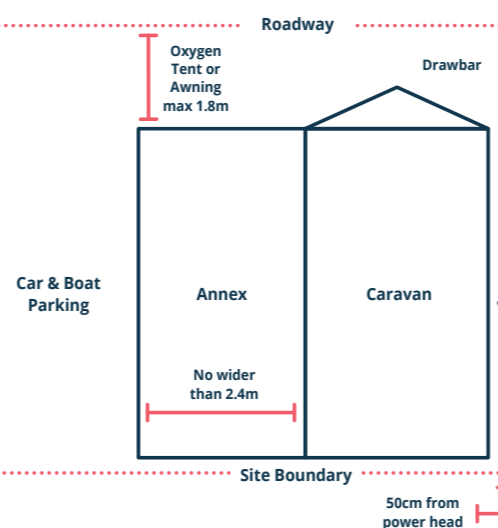 Roadway
Oxygen
Tent or
Awning
max 1.8m
Drawbar
Car & Boat
Parking
Annex
Caravan
No wider
than 2.4m
Site Boundary
50cm from
power head